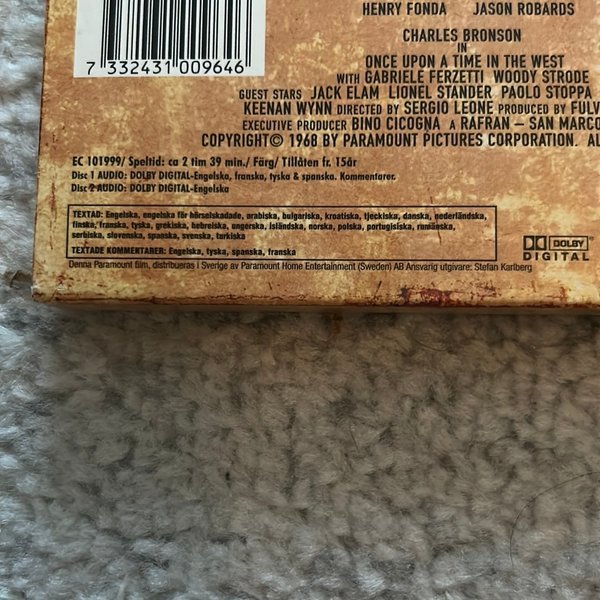 HENRY FONDA JASON ROBARDS
CHARLES BRONSON
IN
ONCE UPON A TIME IN THE WEST
WITH GABRIELE FERZETTI WOODY STRODE
GUEST STARS JACK ELAM LIONEL STANDER PAOLO STOPPA
KEENAN WYNN DIRECTED BY SERGIO LEONE PRODUCED BY FULV
EXECUTIVE PRODUCER BINO CICOGNA A RAFRAN – SAN MARCO
COPYRIGHT© 1968 BY PARAMOUNT PICTURES CORPORATION. AL
7 332431 009646
EC 101999/ Speltid: ca 2 tim 39 min./ Färg/ Tillåten fr. 15år
Disc 1 AUDIO: DOLBY DIGITAL-Engelska, franska, tyska & spanska. Kommentarer.
Disc 2 AUDIO: DOLBY DIGITAL-Engelska
TEXTAD: Engelska, engelska för hörselskadade, arabiska, bulgariska, kroatiska, tjeckiska, danska, nederländska,
finska, franska, tyska, grekiska, hebreiska, ungerska, isländska, norska, polska, portugisiska, rumänska,
serbiska, slovenska, spanska, svenska, turkiska
TEXTADE KOMMENTARER: Engelska, tyska, spanska, franska
Denna Paramount film, distribueras i Sverige av Paramount Home Entertainment (Sweden) AB Ansvarig utgivare: Stefan Karlberg
DOLBY
DIGITAL